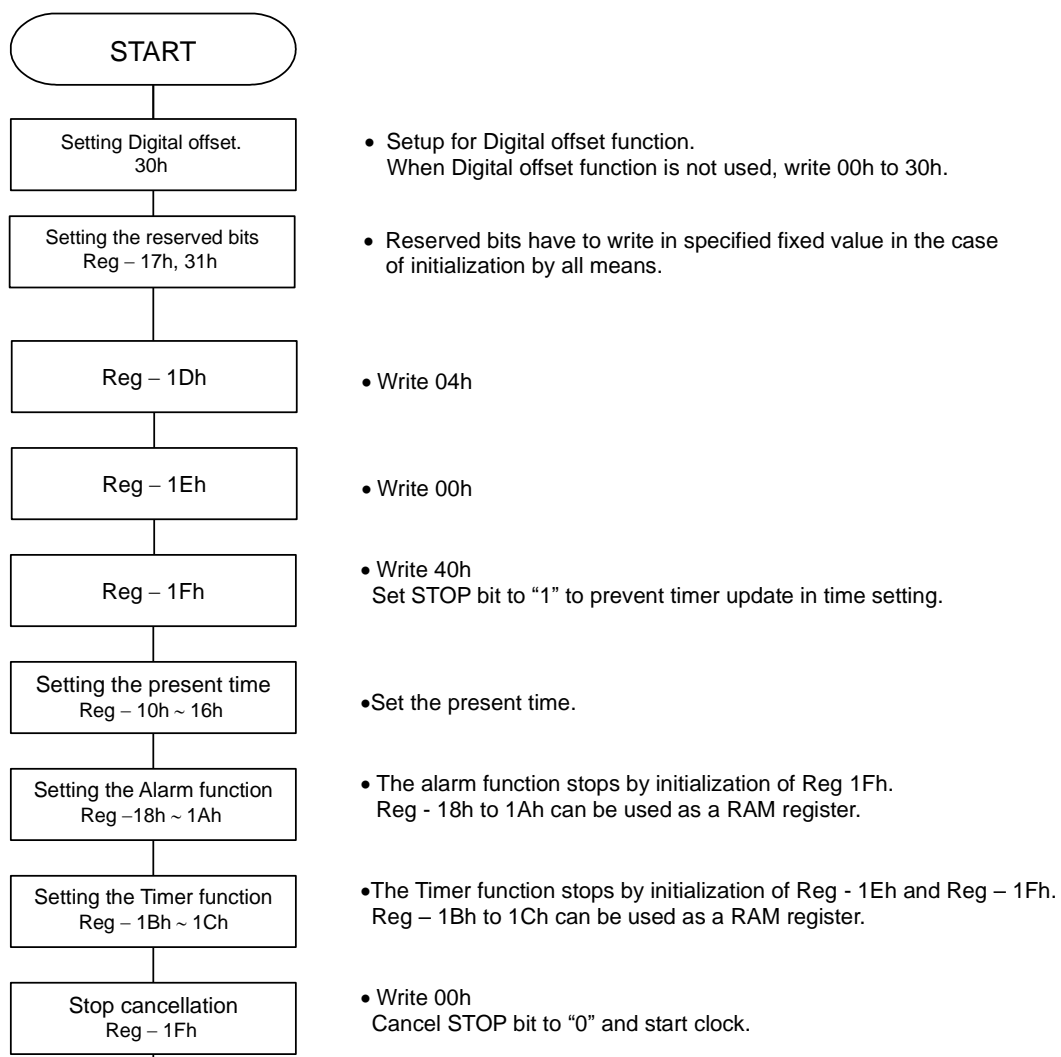 START
Setting Digital offset.
30h
• Setup for Digital offset function.
When Digital offset function is not used, write 00h to 30h.
Setting the reserved bits
Reg – 17h, 31h
• Reserved bits have to write in specified fixed value in the case
of initialization by all means.
Reg – 1Dh
• Write 04h
Reg – 1Eh
• Write 00h
Reg – 1Fh
• Write 40h
Set STOP bit to “1” to prevent timer update in time setting.
Setting the present time
Reg – 10h ~ 16h
•Set the present time.
Setting the Alarm function
Reg –18h ~ 1Ah
• The alarm function stops by initialization of Reg 1Fh.
Reg - 18h to 1Ah can be used as a RAM register.
Setting the Timer function
Reg – 1Bh ~ 1Ch
•The Timer function stops by initialization of Reg - 1Eh and Reg – 1Fh.
Reg – 1Bh to 1Ch can be used as a RAM register.
Stop cancellation
Reg – 1Fh
• Write 00h
Cancel STOP bit to “0” and start clock.